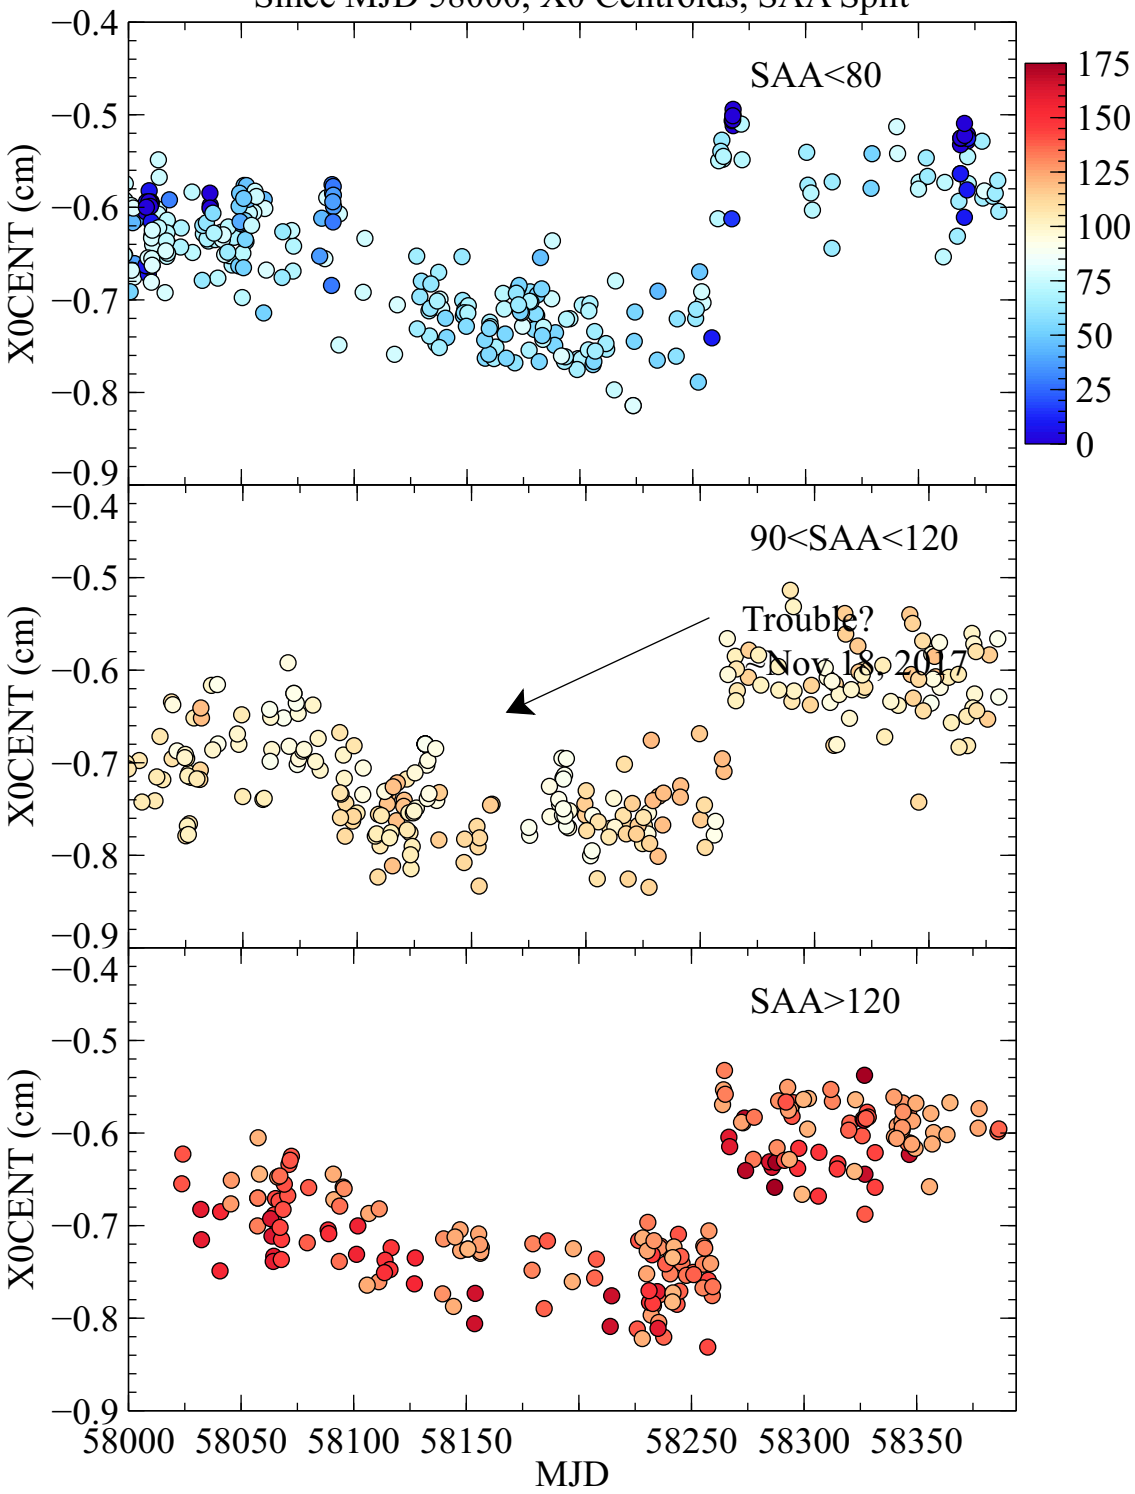 Since MJD 58000, X0 Centroids, SAA Split
−0.4
−0.5
−0.6
−0.7
−0.8
−0.9
X0CENT (cm)
SAA<80
175
150
125
100
75
50
25
0
−0.4
−0.5
−0.6
−0.7
−0.8
−0.9
X0CENT (cm)
90<SAA<120
Trouble?
~Nov 18, 2017
−0.4
−0.5
−0.6
−0.7
−0.8
−0.9
X0CENT (cm)
SAA>120
58000 58050 58100 58150 58250 58300 58350
MJD